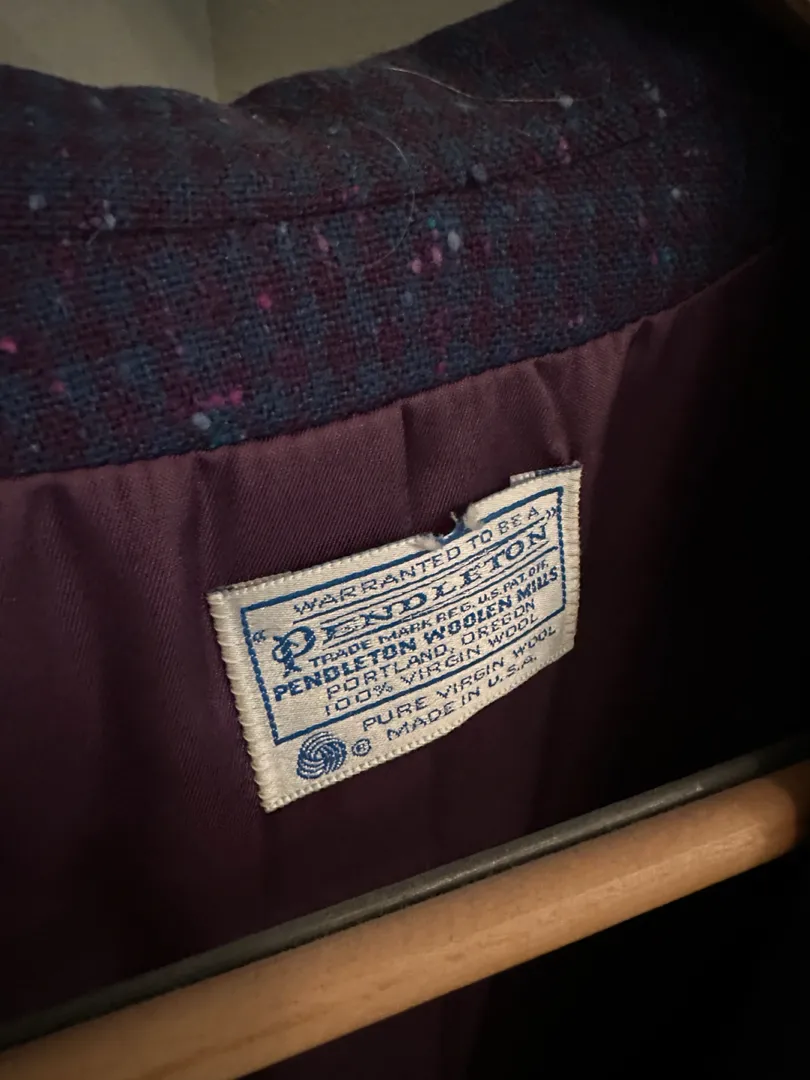 WARRANTED TO BE A
"PENDLETON"
TRADE MARK REG. U.S. PAT. OFF.
PENDLETON WOOLEN MILLS
PORTLAND, OREGON
100% VIRGIN WOOL
PURE VIRGIN WOOL
® MADE IN U.S.A.